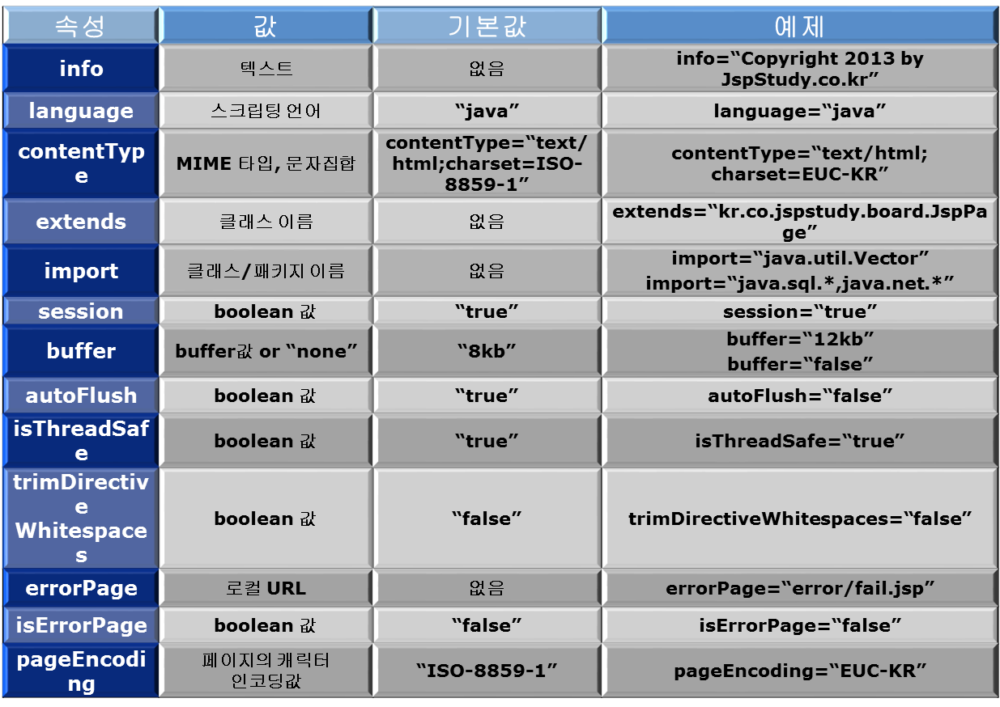 속성 값 기본값 예제
info 텍스트 없음 info=“Copyright 2013 by
JspStudy.co.kr”
language 스크립팅 언어 “java” language=“java”
contentTyp
e
MIME 타입, 문자집합
contentType=“text/
html;charset=ISO-
8859-1”
contentType=“text/html;
charset=EUC-KR”
extends 클래스 이름 없음 extends=“kr.co.jspstudy.board.JspPa
ge”
import 클래스/패키지 이름 없음 import=“java.util.Vector”
import=“java.sql.*,java.net.*”
session boolean 값 “true” session=“true”
buffer buffer값 or “none” “8kb” buffer=“12kb”
buffer=“false”
autoFlush boolean 값 “true” autoFlush=“false”
isThreadSaf
e
boolean 값 “true” isThreadSafe=“true”
trimDirectiv
e
Whitespace
s
boolean 값 “false” trimDirectiveWhitespaces=“false”
errorPage 로컬 URL 없음 errorPage=“error/fail.jsp”
isErrorPage boolean 값 “false” isErrorPage=“false”
pageEncodi
ng
페이지의 캐릭터
인코딩값
“ISO-8859-1” pageEncoding=“EUC-KR”